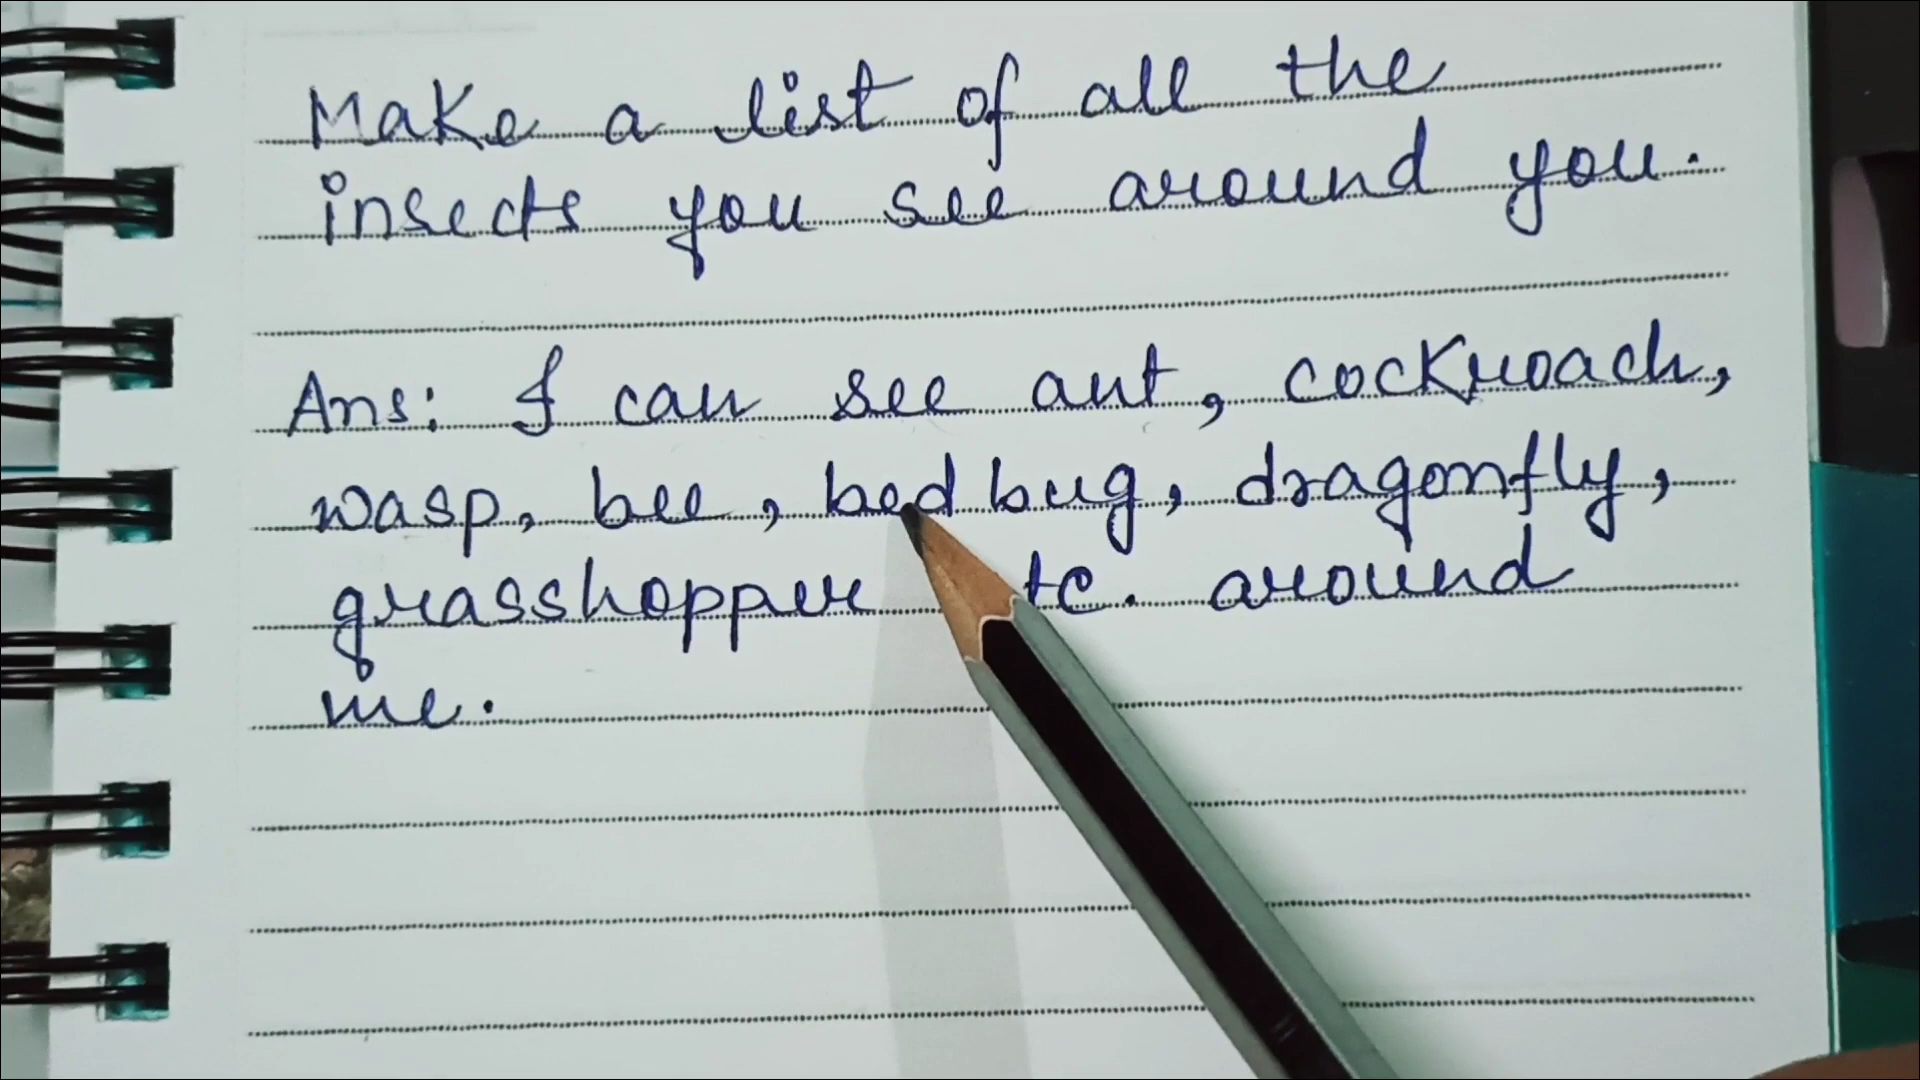 Make a list of all the
insects you see around you.
Ans: I can see ant, cockroach,
wasp, bee, bed bug, dragonfly,
grasshopper tc. around
me.